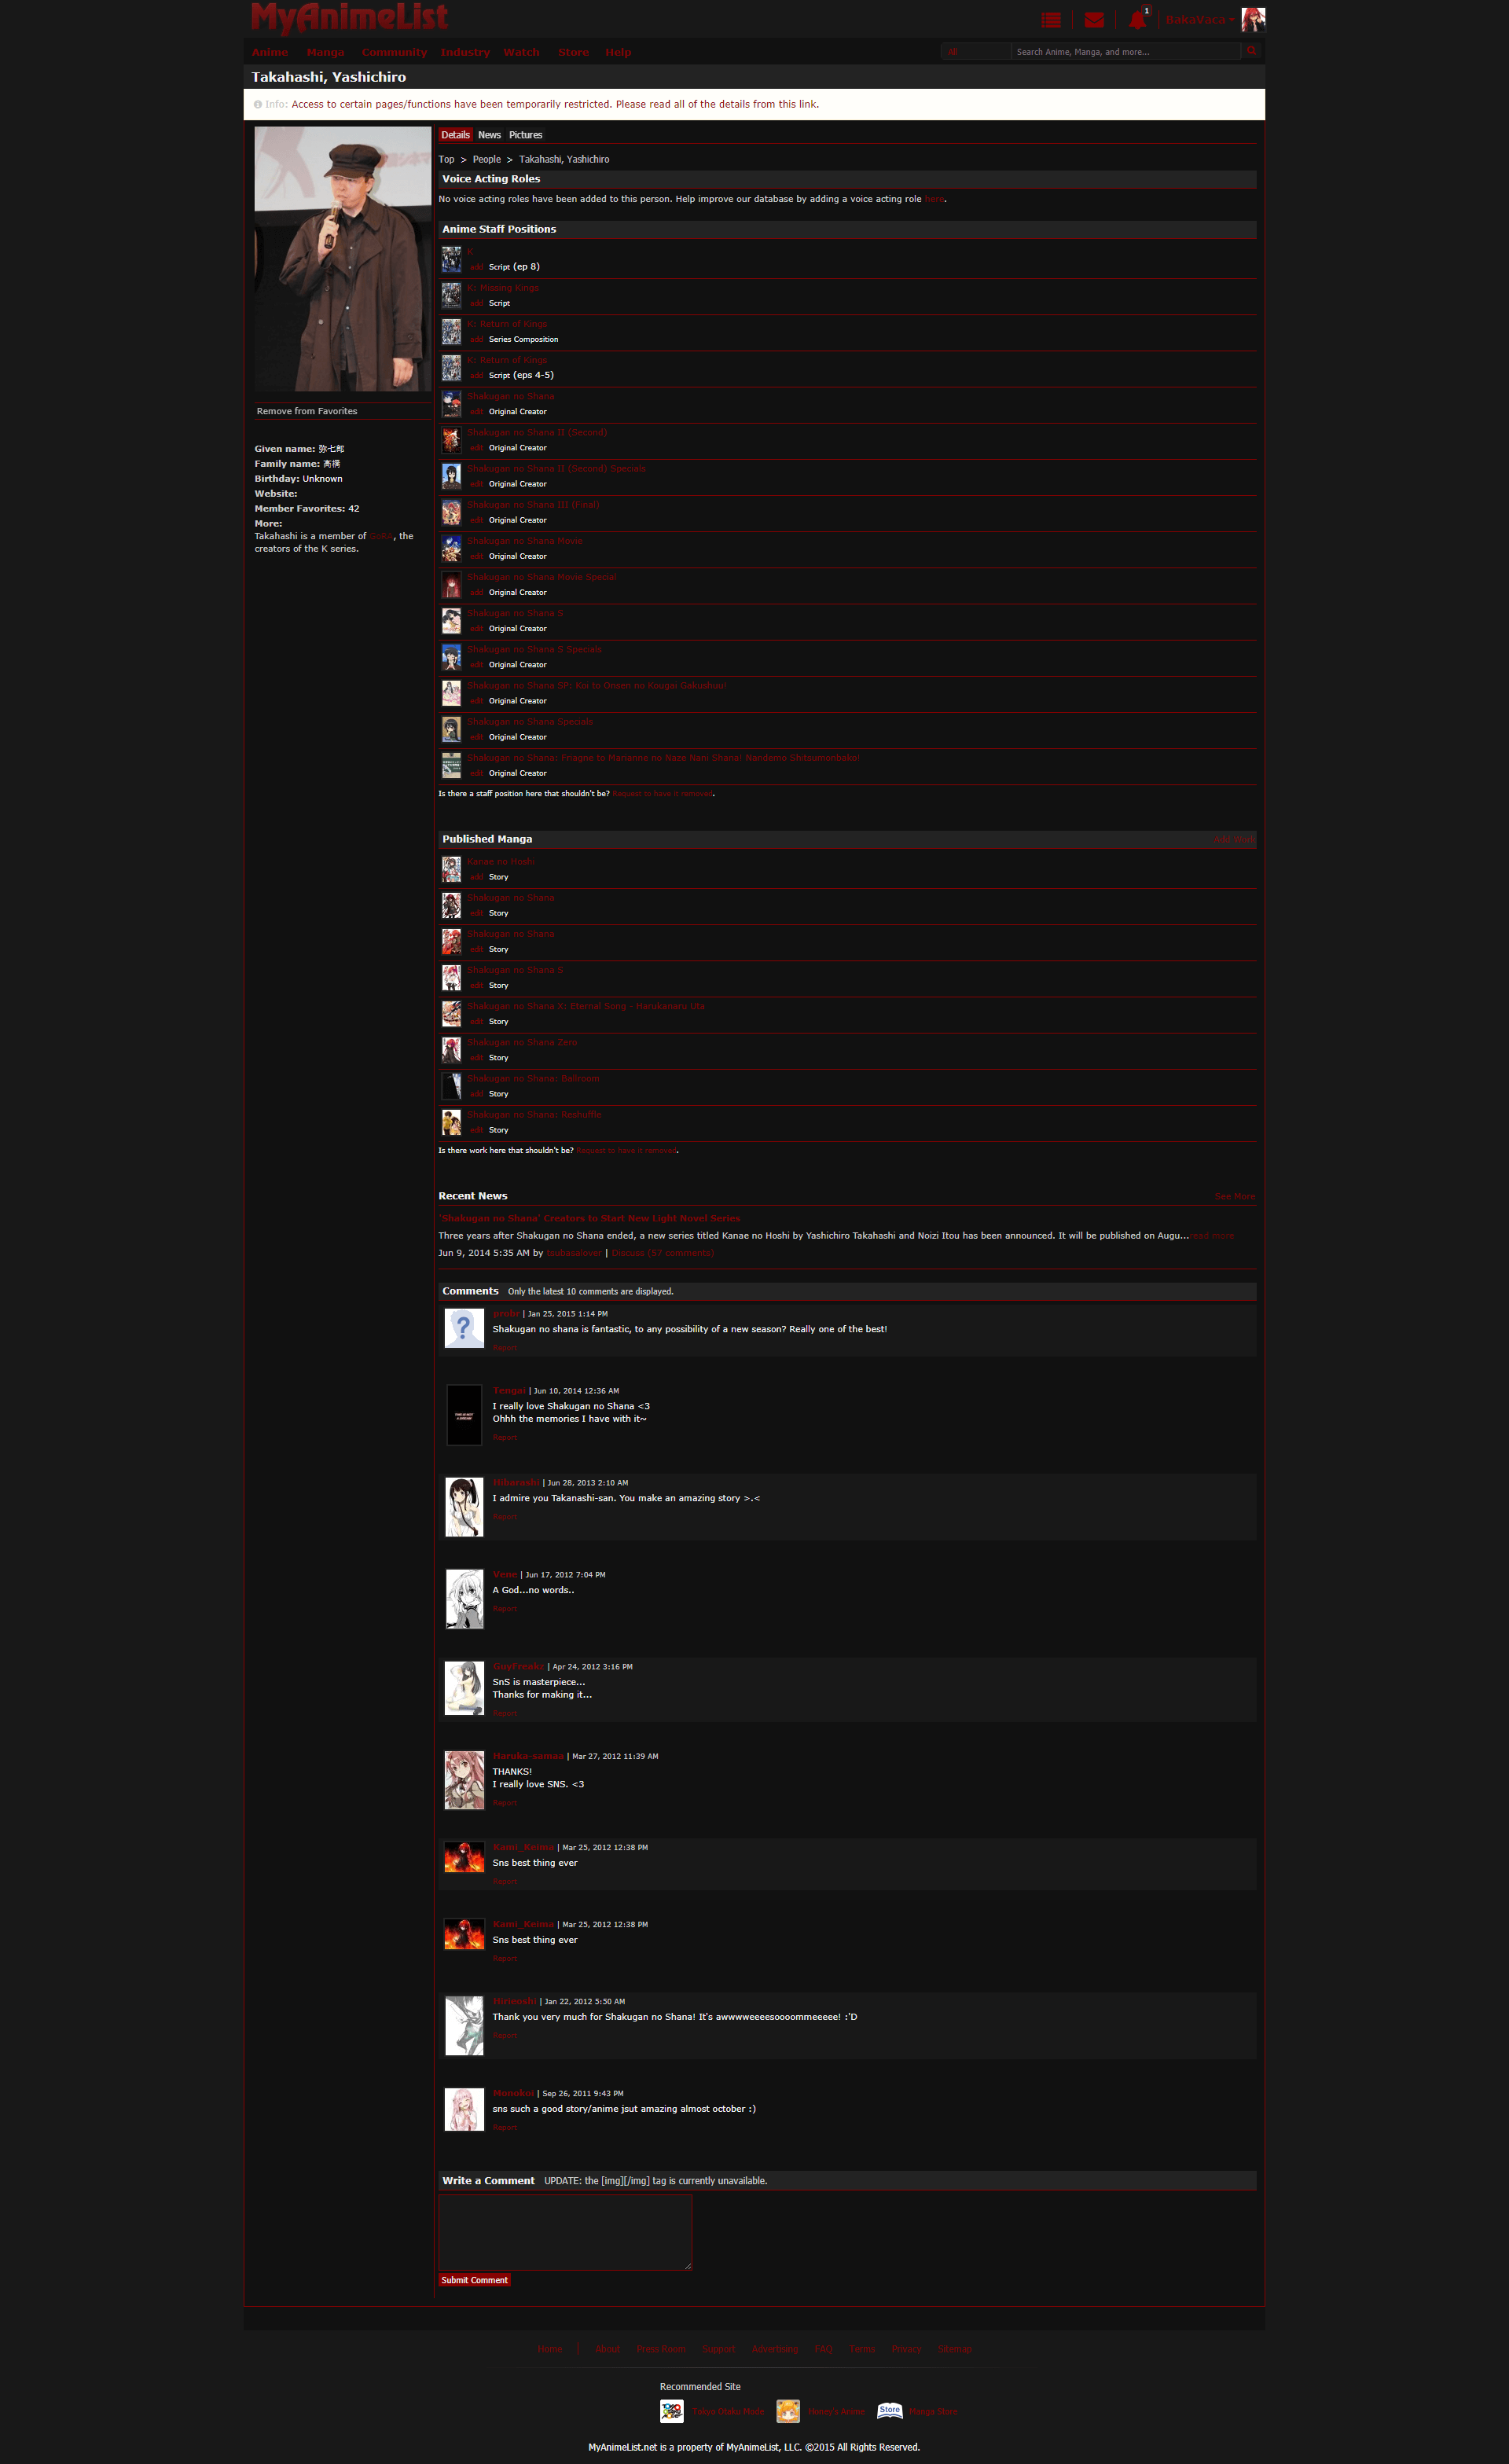 MyAnimeList
1
BakaVaca
Anime Manga Community Industry Watch Store Help
All Search Anime, Manga, and more...
Takahashi, Yashichiro
Info: Access to certain pages/functions have been temporarily restricted. Please read all of the details from this link.
Details News Pictures
Top > People > Takahashi, Yashichiro
Remove from Favorites
Given name: 弥七郎
Family name: 高橋
Birthday: Unknown
Website:
Member Favorites: 42
More:
Takahashi is a member of GoRA, the
creators of the K series.
Voice Acting Roles
No voice acting roles have been added to this person. Help improve our database by adding a voice acting role here.
Anime Staff Positions
K
add Script (ep 8)
K: Missing Kings
add Script
K: Return of Kings
add Series Composition
K: Return of Kings
add Script (eps 4-5)
Shakugan no Shana
edit Original Creator
Shakugan no Shana II (Second)
edit Original Creator
Shakugan no Shana II (Second) Specials
edit Original Creator
Shakugan no Shana III (Final)
edit Original Creator
Shakugan no Shana Movie
edit Original Creator
Shakugan no Shana Movie Special
add Original Creator
Shakugan no Shana S
edit Original Creator
Shakugan no Shana S Specials
edit Original Creator
Shakugan no Shana SP: Koi to Onsen no Kougai Gakushuu!
edit Original Creator
Shakugan no Shana Specials
edit Original Creator
Shakugan no Shana: Friagne to Marianne no Naze Nani Shana! Nandemo Shitsumonbako!
edit Original Creator
Is there a staff position here that shouldn't be? Request to have it removed.
Published Manga Add Work
Kanae no Hoshi
add Story
Shakugan no Shana
edit Story
Shakugan no Shana
edit Story
Shakugan no Shana S
edit Story
Shakugan no Shana X: Eternal Song - Harukanaru Uta
edit Story
Shakugan no Shana Zero
edit Story
Shakugan no Shana: Ballroom
add Story
Shakugan no Shana: Reshuffle
edit Story
Is there work here that shouldn't be? Request to have it removed.
Recent News See More
'Shakugan no Shana' Creators to Start New Light Novel Series
Three years after Shakugan no Shana ended, a new series titled Kanae no Hoshi by Yashichiro Takahashi and Noizi Itou has been announced. It will be published on Augu...read more
Jun 9, 2014 5:35 AM by tsubasalover | Discuss (57 comments)
Comments Only the latest 10 comments are displayed.
prohr | Jan 25, 2015 1:14 PM
Shakugan no shana is fantastic, to any possibility of a new season? Really one of the best!
Report
Tengai | Jun 10, 2014 12:36 AM
I really love Shakugan no Shana <3
Ohhh the memories I have with it~
Report
Hibarashi | Jun 28, 2013 2:10 AM
I admire you Takanashi-san. You make an amazing story >.<
Report
Vene | Jun 17, 2012 7:04 PM
A God...no words..
Report
GuyFreakz | Apr 24, 2012 3:16 PM
SnS is masterpiece...
Thanks for making it...
Report
Haruka-samaa | Mar 27, 2012 11:39 AM
THANKS!
I really love SNS. <3
Report
Kami_Keiima | Mar 25, 2012 12:38 PM
Sns best thing ever
Report
Kami_Keiima | Mar 25, 2012 12:38 PM
Sns best thing ever
Report
| Jan 22, 2012 5:50 AM
Thank you very much for Shakugan no Shana! It's awwwweeeesoooommeeeee! :'D
Report
Monokoi | Sep 26, 2011 9:43 PM
sns such a good story/anime jsut amazing almost october :)
Report
Write a Comment UPDATE: the [img][/img] tag is currently unavailable.
Submit Comment
Home About Press Room Support Advertising FAQ Terms Privacy Sitemap
Recommended Site
Tokyo Otaku Mode Honey's Anime Store Manga Store
MyAnimeList.net is a property of MyAnimeList, LLC. ©2015 All Rights Reserved.